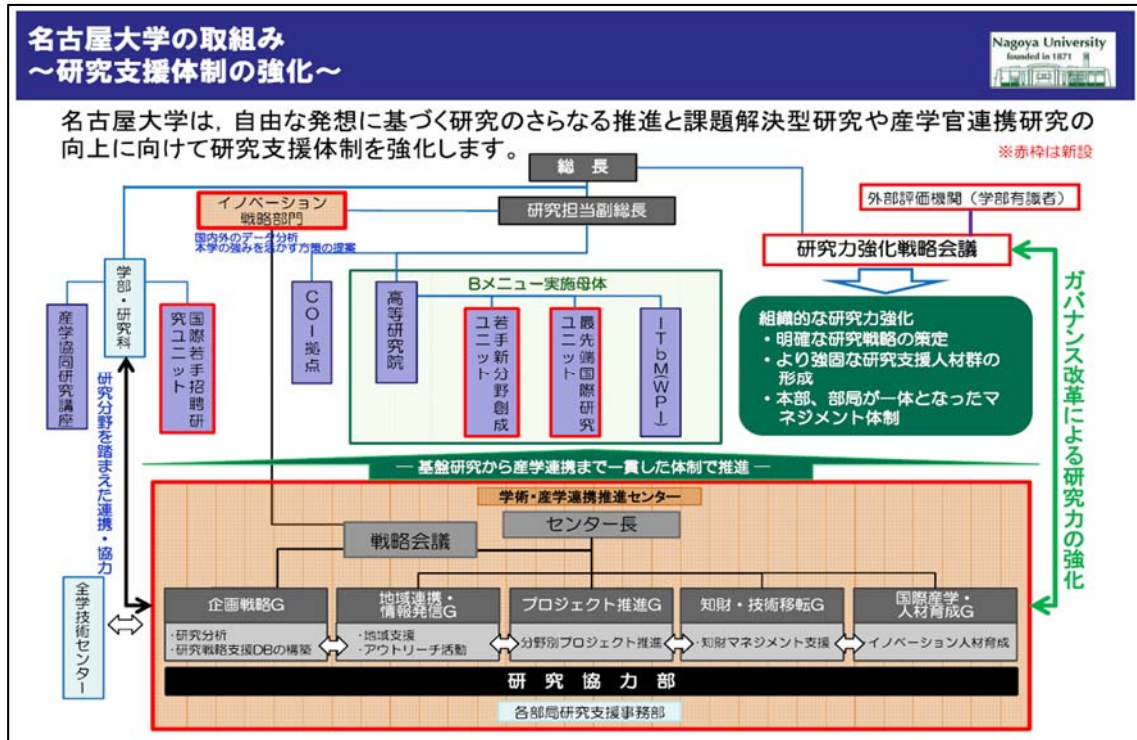 名古屋大学の取組み
～研究支援体制の強化～
Nagoya University
founded in 1871
名古屋大学は，自由な発想に基づく研究のさらなる推進と課題解決型研究や産学官連携研究の
向上に向けて研究支援体制を強化します。
※赤枠は新設
総 長
イノベーション
戦略部門
研究担当副総長
外部評価機関（学部有識者）
国内外のデータ分析
本学の強みを活かす方策の提案
研究力強化戦略会議
学部・研究科
産学協同研究講座
国際若手招聘研
究ユニット
COI拠点
高等研究院
Bメニュー実施母体
若手新分野創成
ユニット
最先端国際研究
ユニット
ITbM(WPI)
組織的な研究力強化
・明確な研究戦略の策定
・より強固な研究支援人材群の
形成
・本部、部局が一体となったマ
ネジメント体制
ガバナンス改革による研究力の強化
研究分野を踏まえた連携・協力
― 基盤研究から産学連携まで一貫した体制で推進 ―
学術・産学連携推進センター
センター長
戦略会議
全学技術センター
企画戦略G
・研究分析
・研究戦略支援DBの構築
地域連携・
情報発信G
・地域支援
・アウトリーチ活動
プロジェクト推進G
・分野別プロジェクト推進
知財・技術移転G
・知財マネジメント支援
国際産学・
人材育成G
イノベーション人材育成
研 究 協 力 部
各部局研究支援事務部